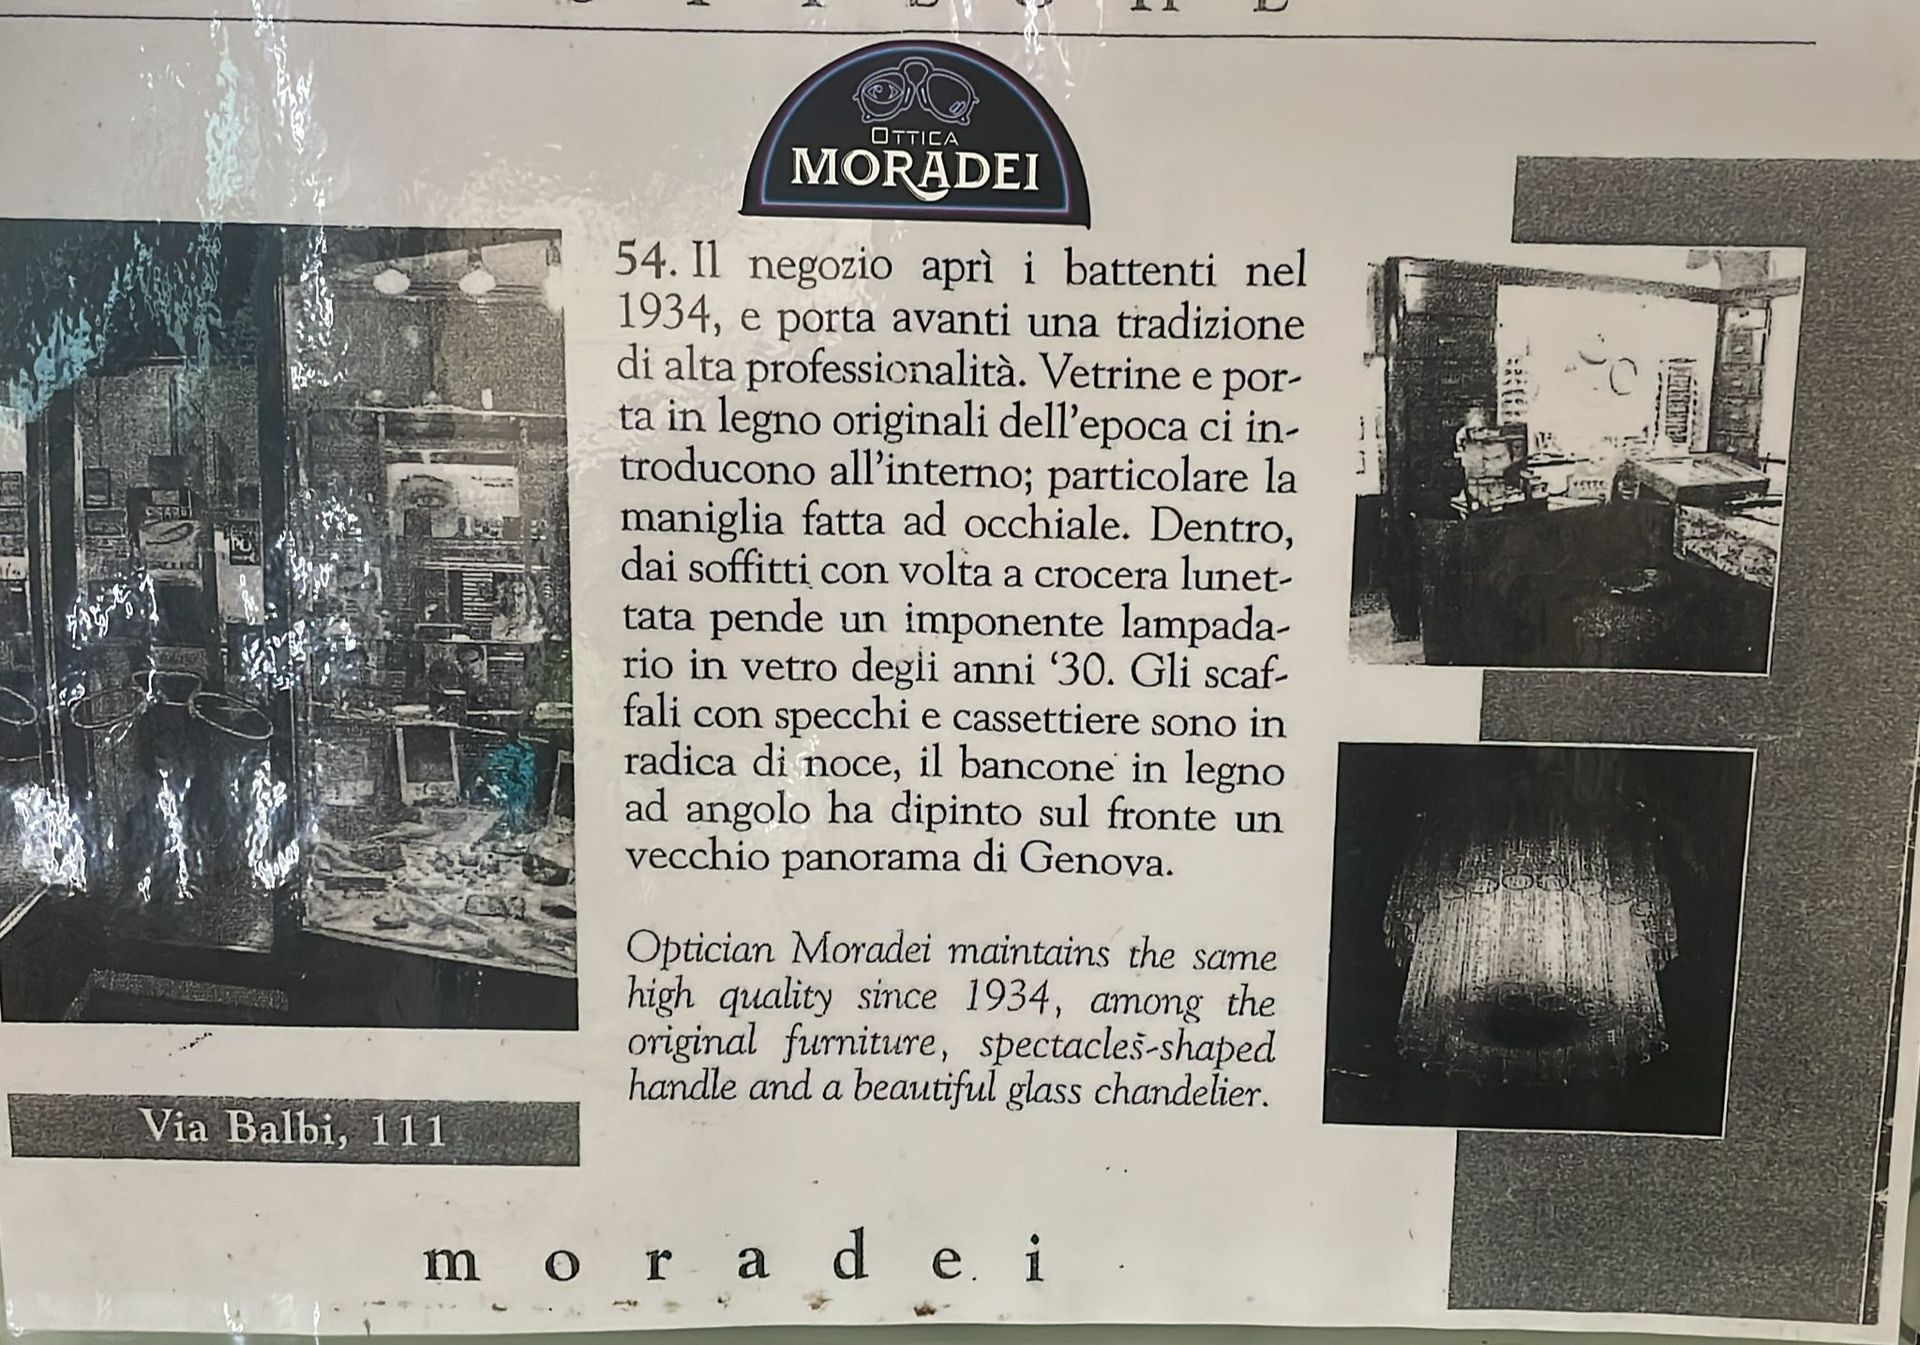 OTTICA
MORADEI
54. Il negozio aprì i battenti nel
1934, e porta avanti una tradizione
di alta professionalità. Vetrine e por-
ta in legno originali dell'epoca ci in-
troducono all'interno; particolare la
maniglia fatta ad occhiale. Dentro,
dai soffitti con volta a crocera lunet-
tata pende un imponente lampada-
rio in vetro degli anni '30. Gli scaf-
fali con specchi e cassettiere sono in
radica di noce, il bancone in legno
ad angolo ha dipinto sul fronte un
vecchio panorama di Genova.
Optician Moradei maintains the same
high quality since 1934, among the
original furniture, spectacles-shaped
handle and a beautiful glass chandelier.
Via Balbi, 111
moradei